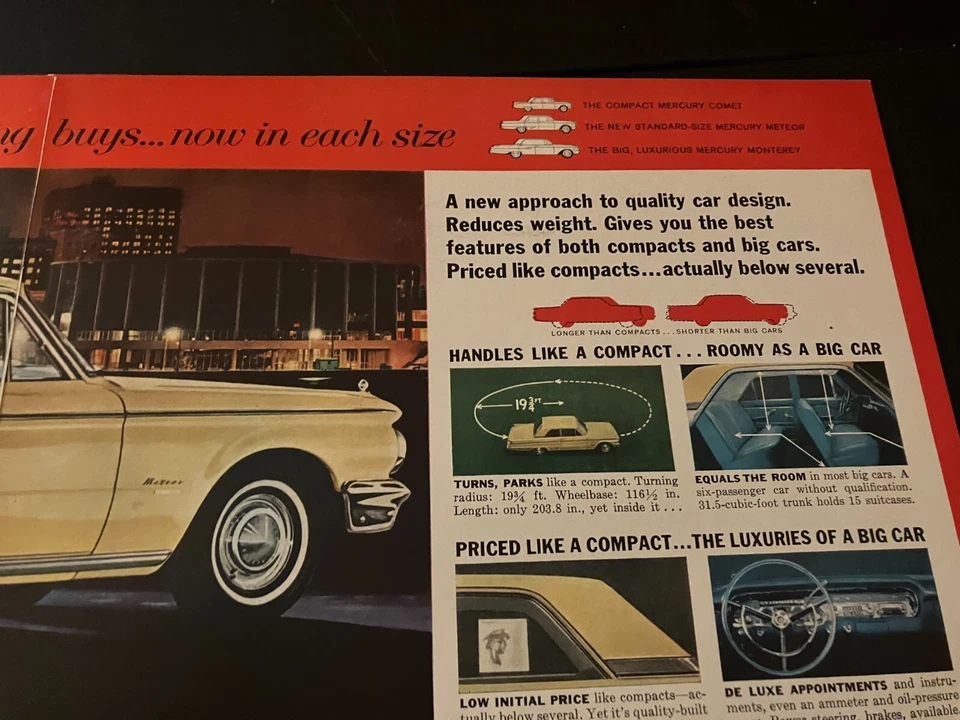 ng buys...now in each size
THE COMPACT MERCURY COMET
THE NEW STANDARD-SIZE MERCURY METEOR
THE BIG, LUXURIOUS MERCURY MONTEREY
A new approach to quality car design.
Reduces weight. Gives you the best
features of both compacts and big cars.
Priced like compacts...actually below several.
LONGER THAN COMPACTS...SHORTER THAN BIG CARS
HANDLES LIKE A COMPACT...ROOMY AS A BIG CAR
19¾ FT.
TURNS, PARKS like a compact. Turning
radius: 19¾ ft. Wheelbase: 116½ in.
Length: only 203.8 in., yet inside it...
EQUALS THE ROOM in most big cars. A
six-passenger car without qualification.
31.5-cubic-foot trunk holds 15 suitcases.
Meteor
PRICED LIKE A COMPACT...THE LUXURIES OF A BIG CAR
LOW INITIAL PRICE like compacts—ac-
tually below several. Yet it's quality-built
DE LUXE APPOINTMENTS and instru-
ments, even an ammeter and oil-pressure
Power steering, brakes, available